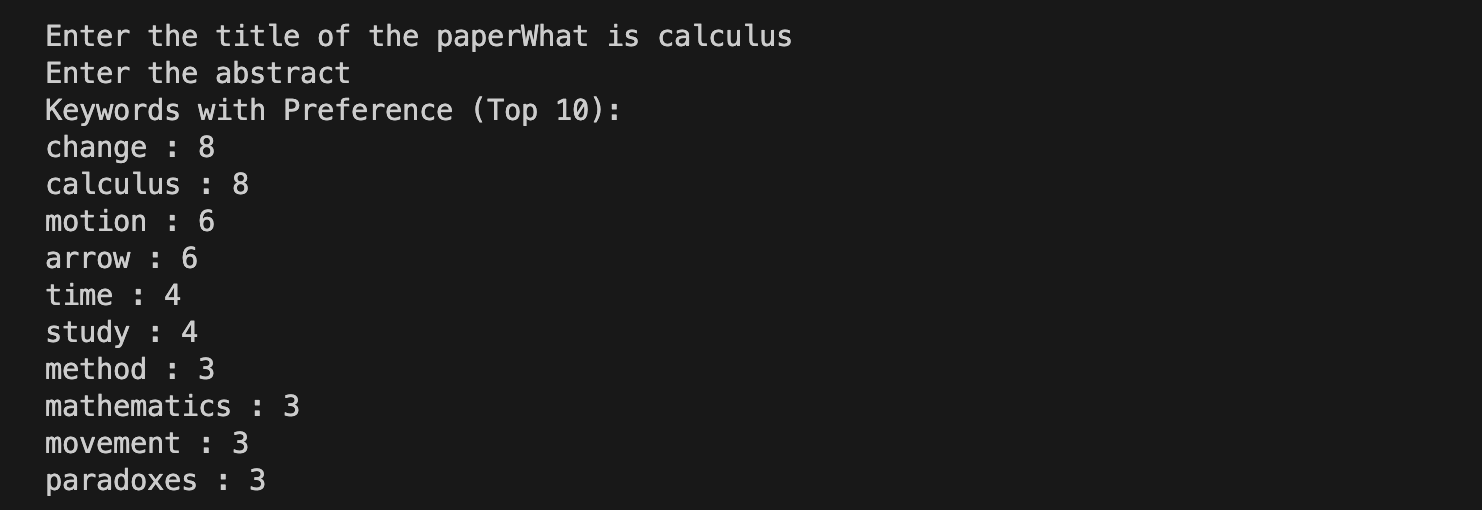 Enter the title of the paperWhat is calculus
Enter the abstract
Keywords with Preference (Top 10):
change : 8
calculus : 8
motion : 6
arrow : 6
time : 4
study : 4
method : 3
mathematics : 3
movement : 3
paradoxes : 3